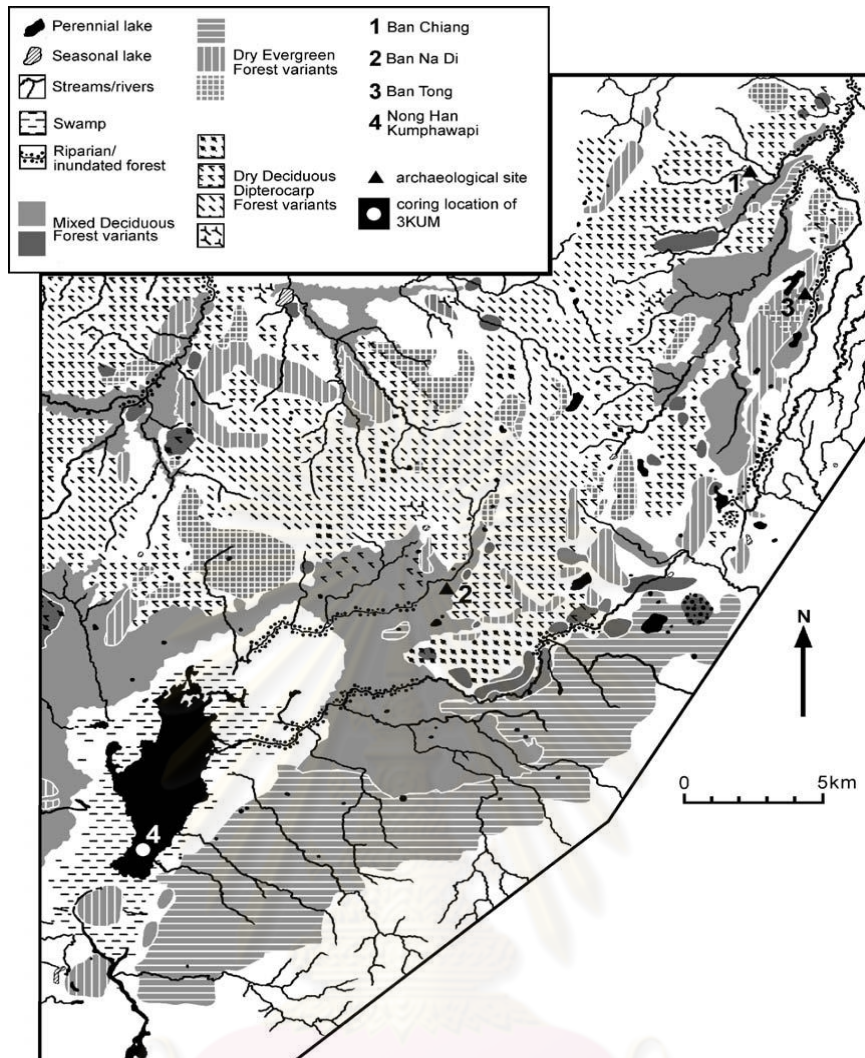 Perennial lake
Seasonal lake
Streams/rivers
Swamp
Riparian/
inundated forest
Mixed Deciduous
Forest variants
Dry Evergreen
Forest variants
Dry Deciduous
Dipterocarp
Forest variants
1 Ban Chiang
2 Ban Na Di
3 Ban Tong
4 Nong Han
Kumphawapi
archaeological site
coring location of
3KUM
1
3
2
N
0 5km
4